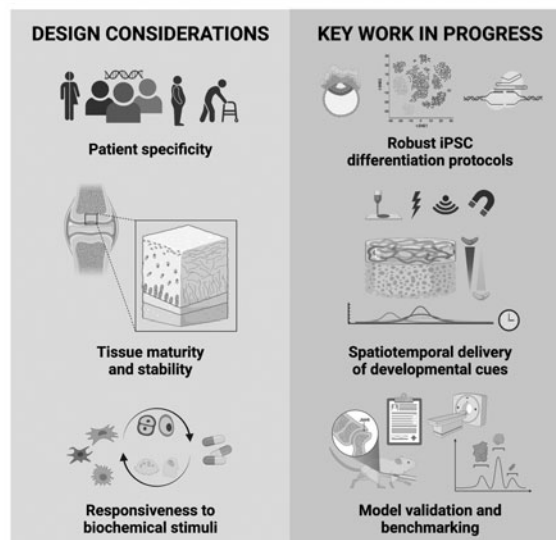 DESIGN CONSIDERATIONS
Patient specificity
Tissue maturity
and stability
Responsiveness to
biochemical stimuli
KEY WORK IN PROGRESS
Robust iPSC
differentiation protocols
Spatiotemporal delivery
of developmental cues
Model validation and
benchmarking